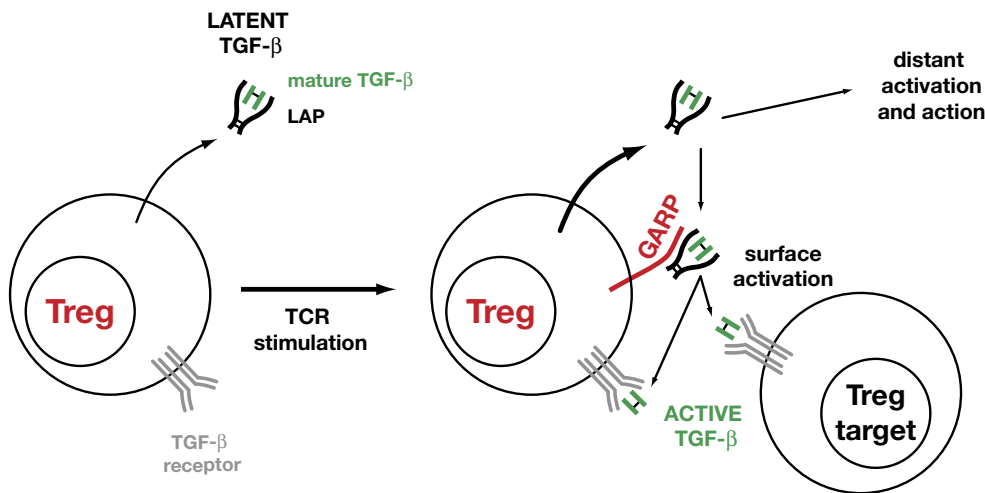 LATENT
TGF-β
mature TGF-β
LAP
Treg
TCR
stimulation
TGF-β
receptor
distant
activation
and action
GARP
surface
activation
Treg
ACTIVE
TGF-β
Treg
target